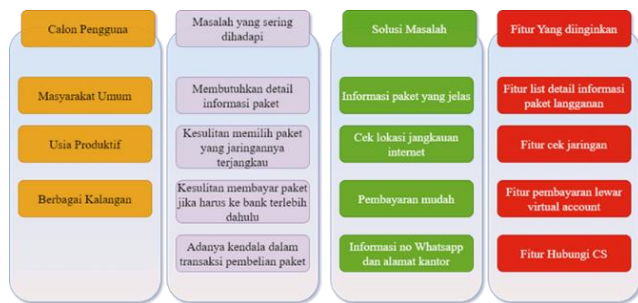 Calon Pengguna
Masyarakat Umum
Usia Produktif
Berbagai Kalangan
Masalah yang sering
dihadapi
Membutuhkan detail
informasi paket
Kesulitan memilih paket
yang jaringannya
terjangkau
Kesulitan membayar paket
jika harus ke bank terlebih
dahulu
Adanya kendala dalam
transaksi pembelian paket
Solusi Masalah
Informasi paket yang jelas
Cek lokasi jangkauan
internet
Pembayaran mudah
Informasi no Whatsapp
dan alamat kantor
Fitur Yang diinginkan
Fitur list detail informasi
paket langganan
Fitur cek jaringan
Fitur pembayaran lewar
virtual account
Fitur Hubungi CS